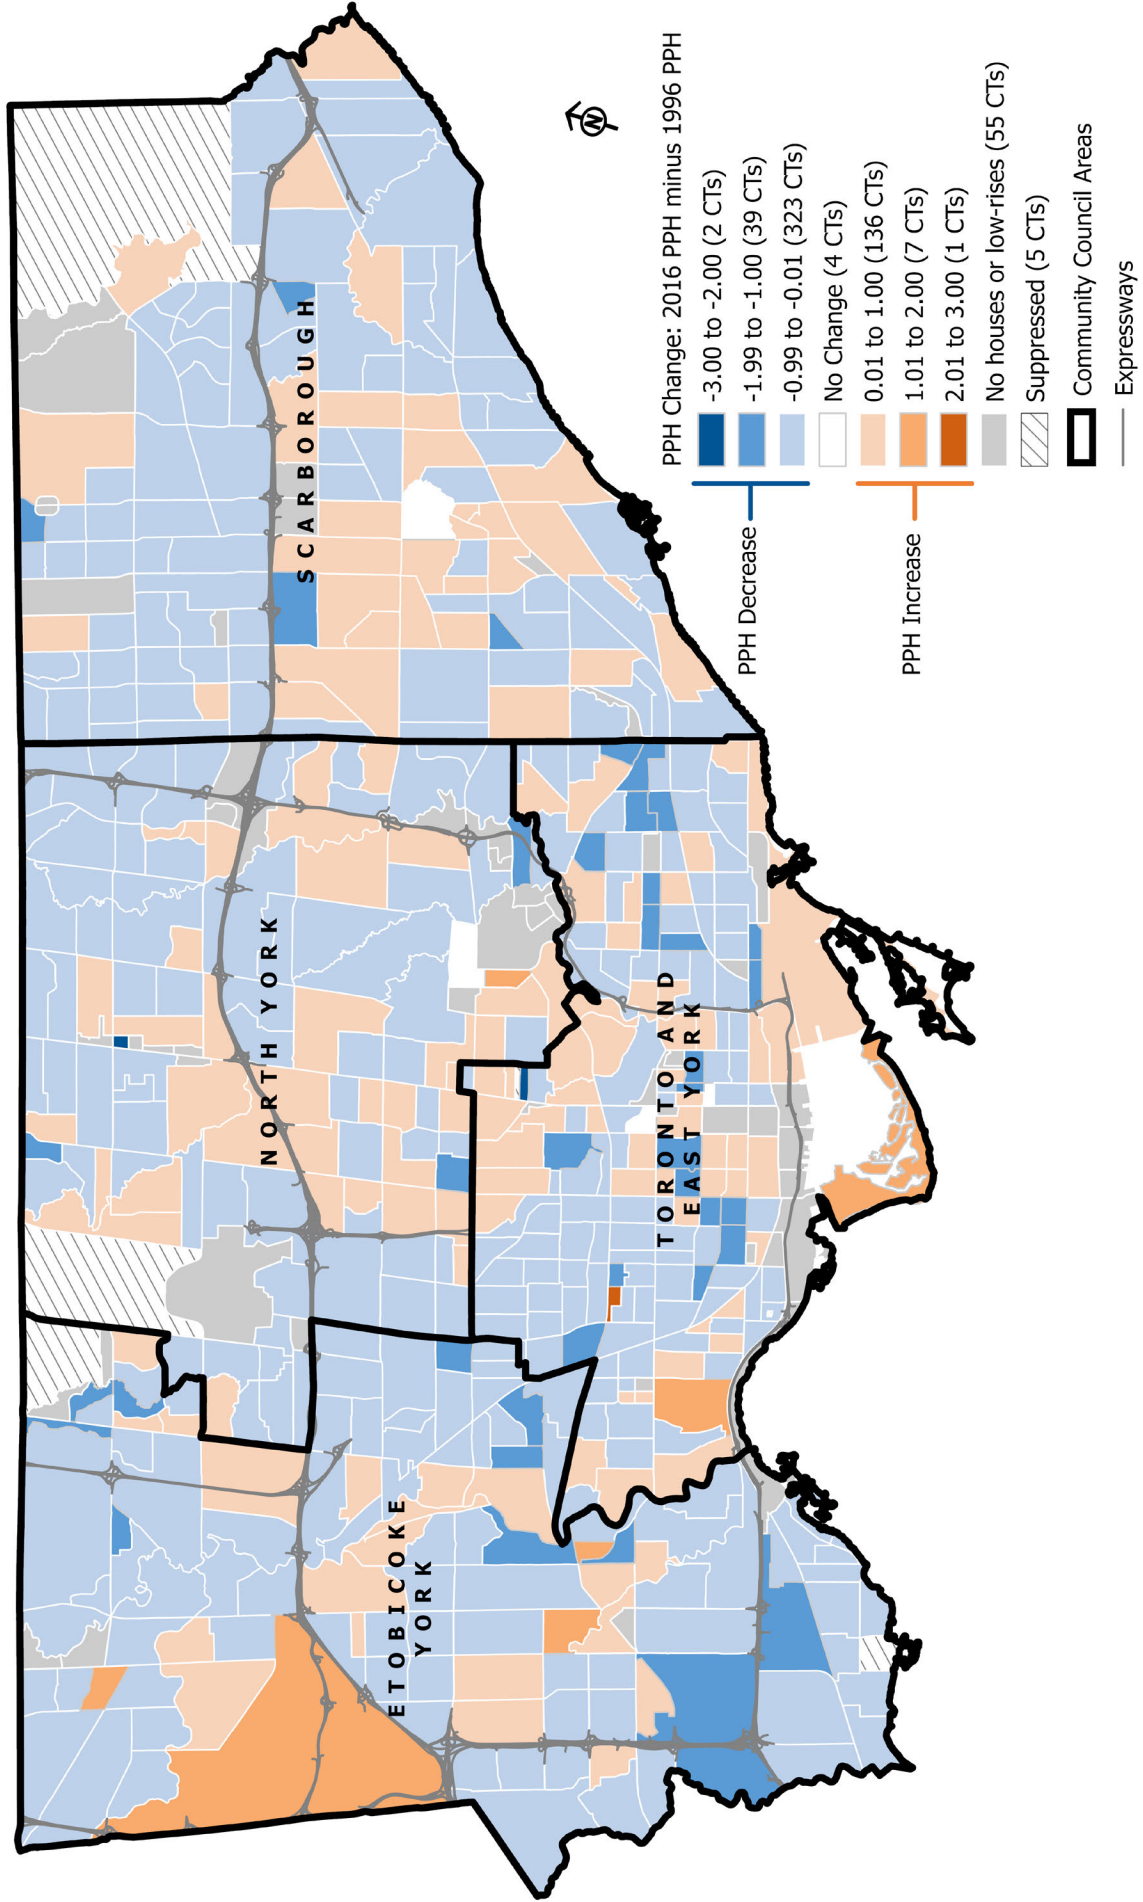 SCARBOROUGH
NORTH YORK
TORONTO AND
EAST YORK
ETOBICOKE
YORK
N
PPH Change: 2016 PPH minus 1996 PPH
PPH Decrease
-3.00 to -2.00 (2 CTs)
-1.99 to -1.00 (39 CTs)
-0.99 to -0.01 (323 CTs)
No Change (4 CTs)
PPH Increase
0.01 to 1.00 (136 CTs)
1.01 to 2.00 (7 CTs)
2.01 to 3.00 (1 CTs)
No houses or low-rises (55 CTs)
Suppressed (5 CTs)
Community Council Areas
Expressways